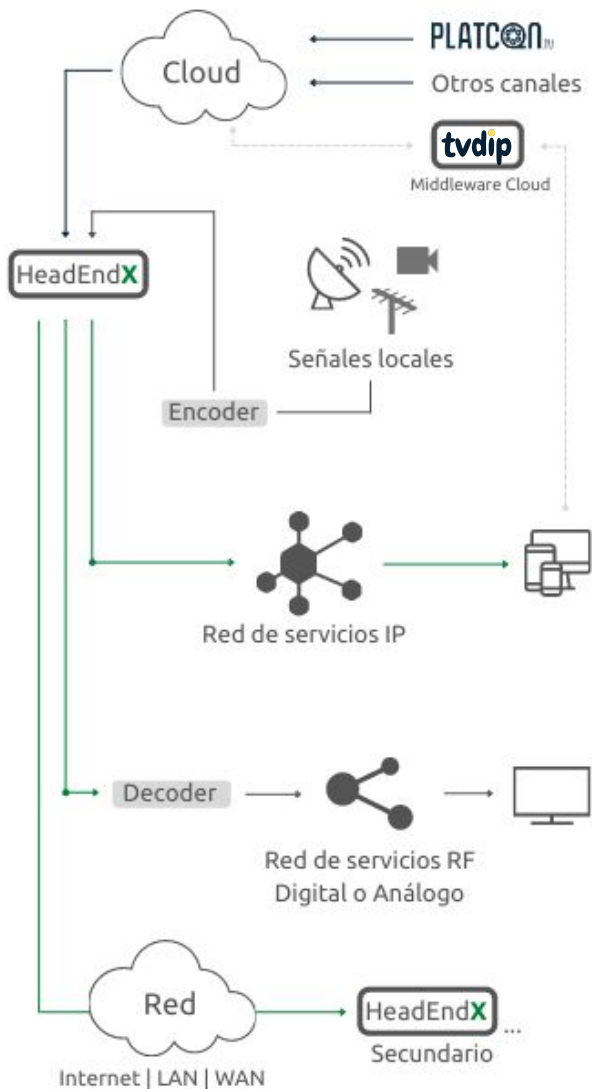 PLATCON.TV
Cloud
Otros canales
tvdip
Middleware Cloud
HeadEndX
Señales locales
Encoder
Red de servicios IP
Decoder
Red de servicios RF
Digital o Análogo
Red
HeadEndX
...
Secundario
Internet | LAN | WAN